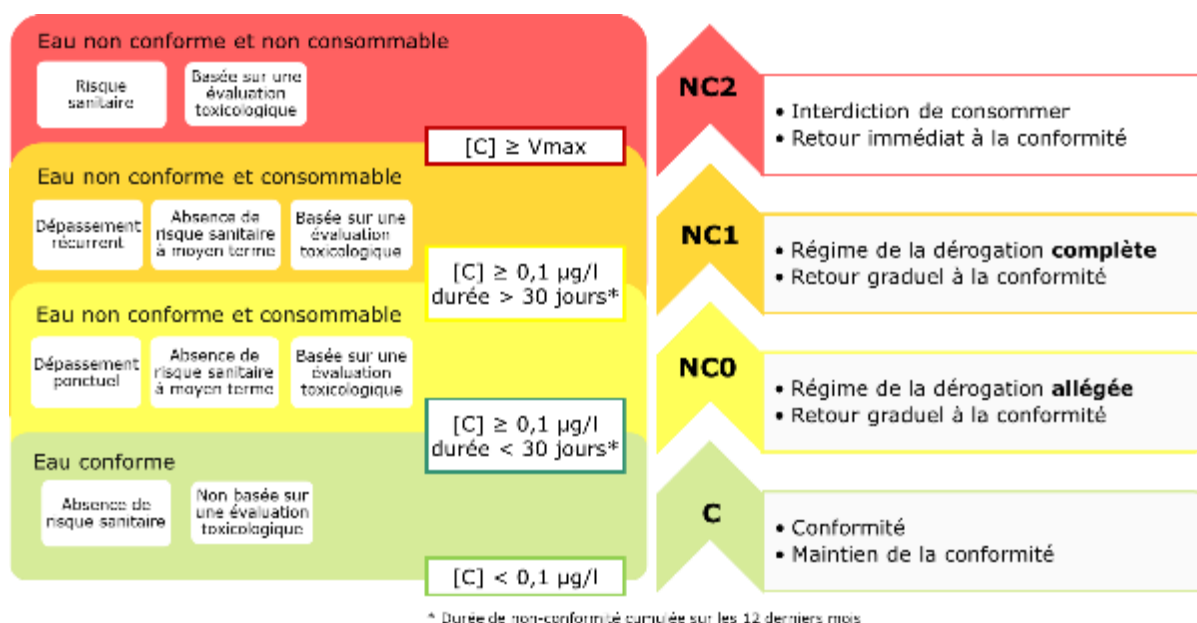 Eau non conforme et non consommable
Risque
sanitaire
Basée sur une
évaluation
toxicologique
[C] ≥ Vmax
NC2
• Interdiction de consommer
• Retour immédiat à la conformité
Eau non conforme et consommable
Dépassement
récurrent
Absence de
risque sanitaire
à moyen terme
Basée sur une
évaluation
toxicologique
[C] ≥ 0,1 µg/l
durée > 30 jours*
NC1
• Régime de la dérogation complète
• Retour graduel à la conformité
Eau non conforme et consommable
Dépassement
ponctuel
Absence de
risque sanitaire
à moyen terme
Basée sur une
évaluation
toxicologique
[C] ≥ 0,1 µg/l
durée < 30 jours*
NC0
• Régime de la dérogation allégée
• Retour graduel à la conformité
Eau conforme
Absence de
risque sanitaire
Non basée sur
une évaluation
toxicologique
[C] < 0,1 µg/l
C
• Conformité
• Maintien de la conformité
* Durée de non-conformité cumulée sur les 12 derniers mois